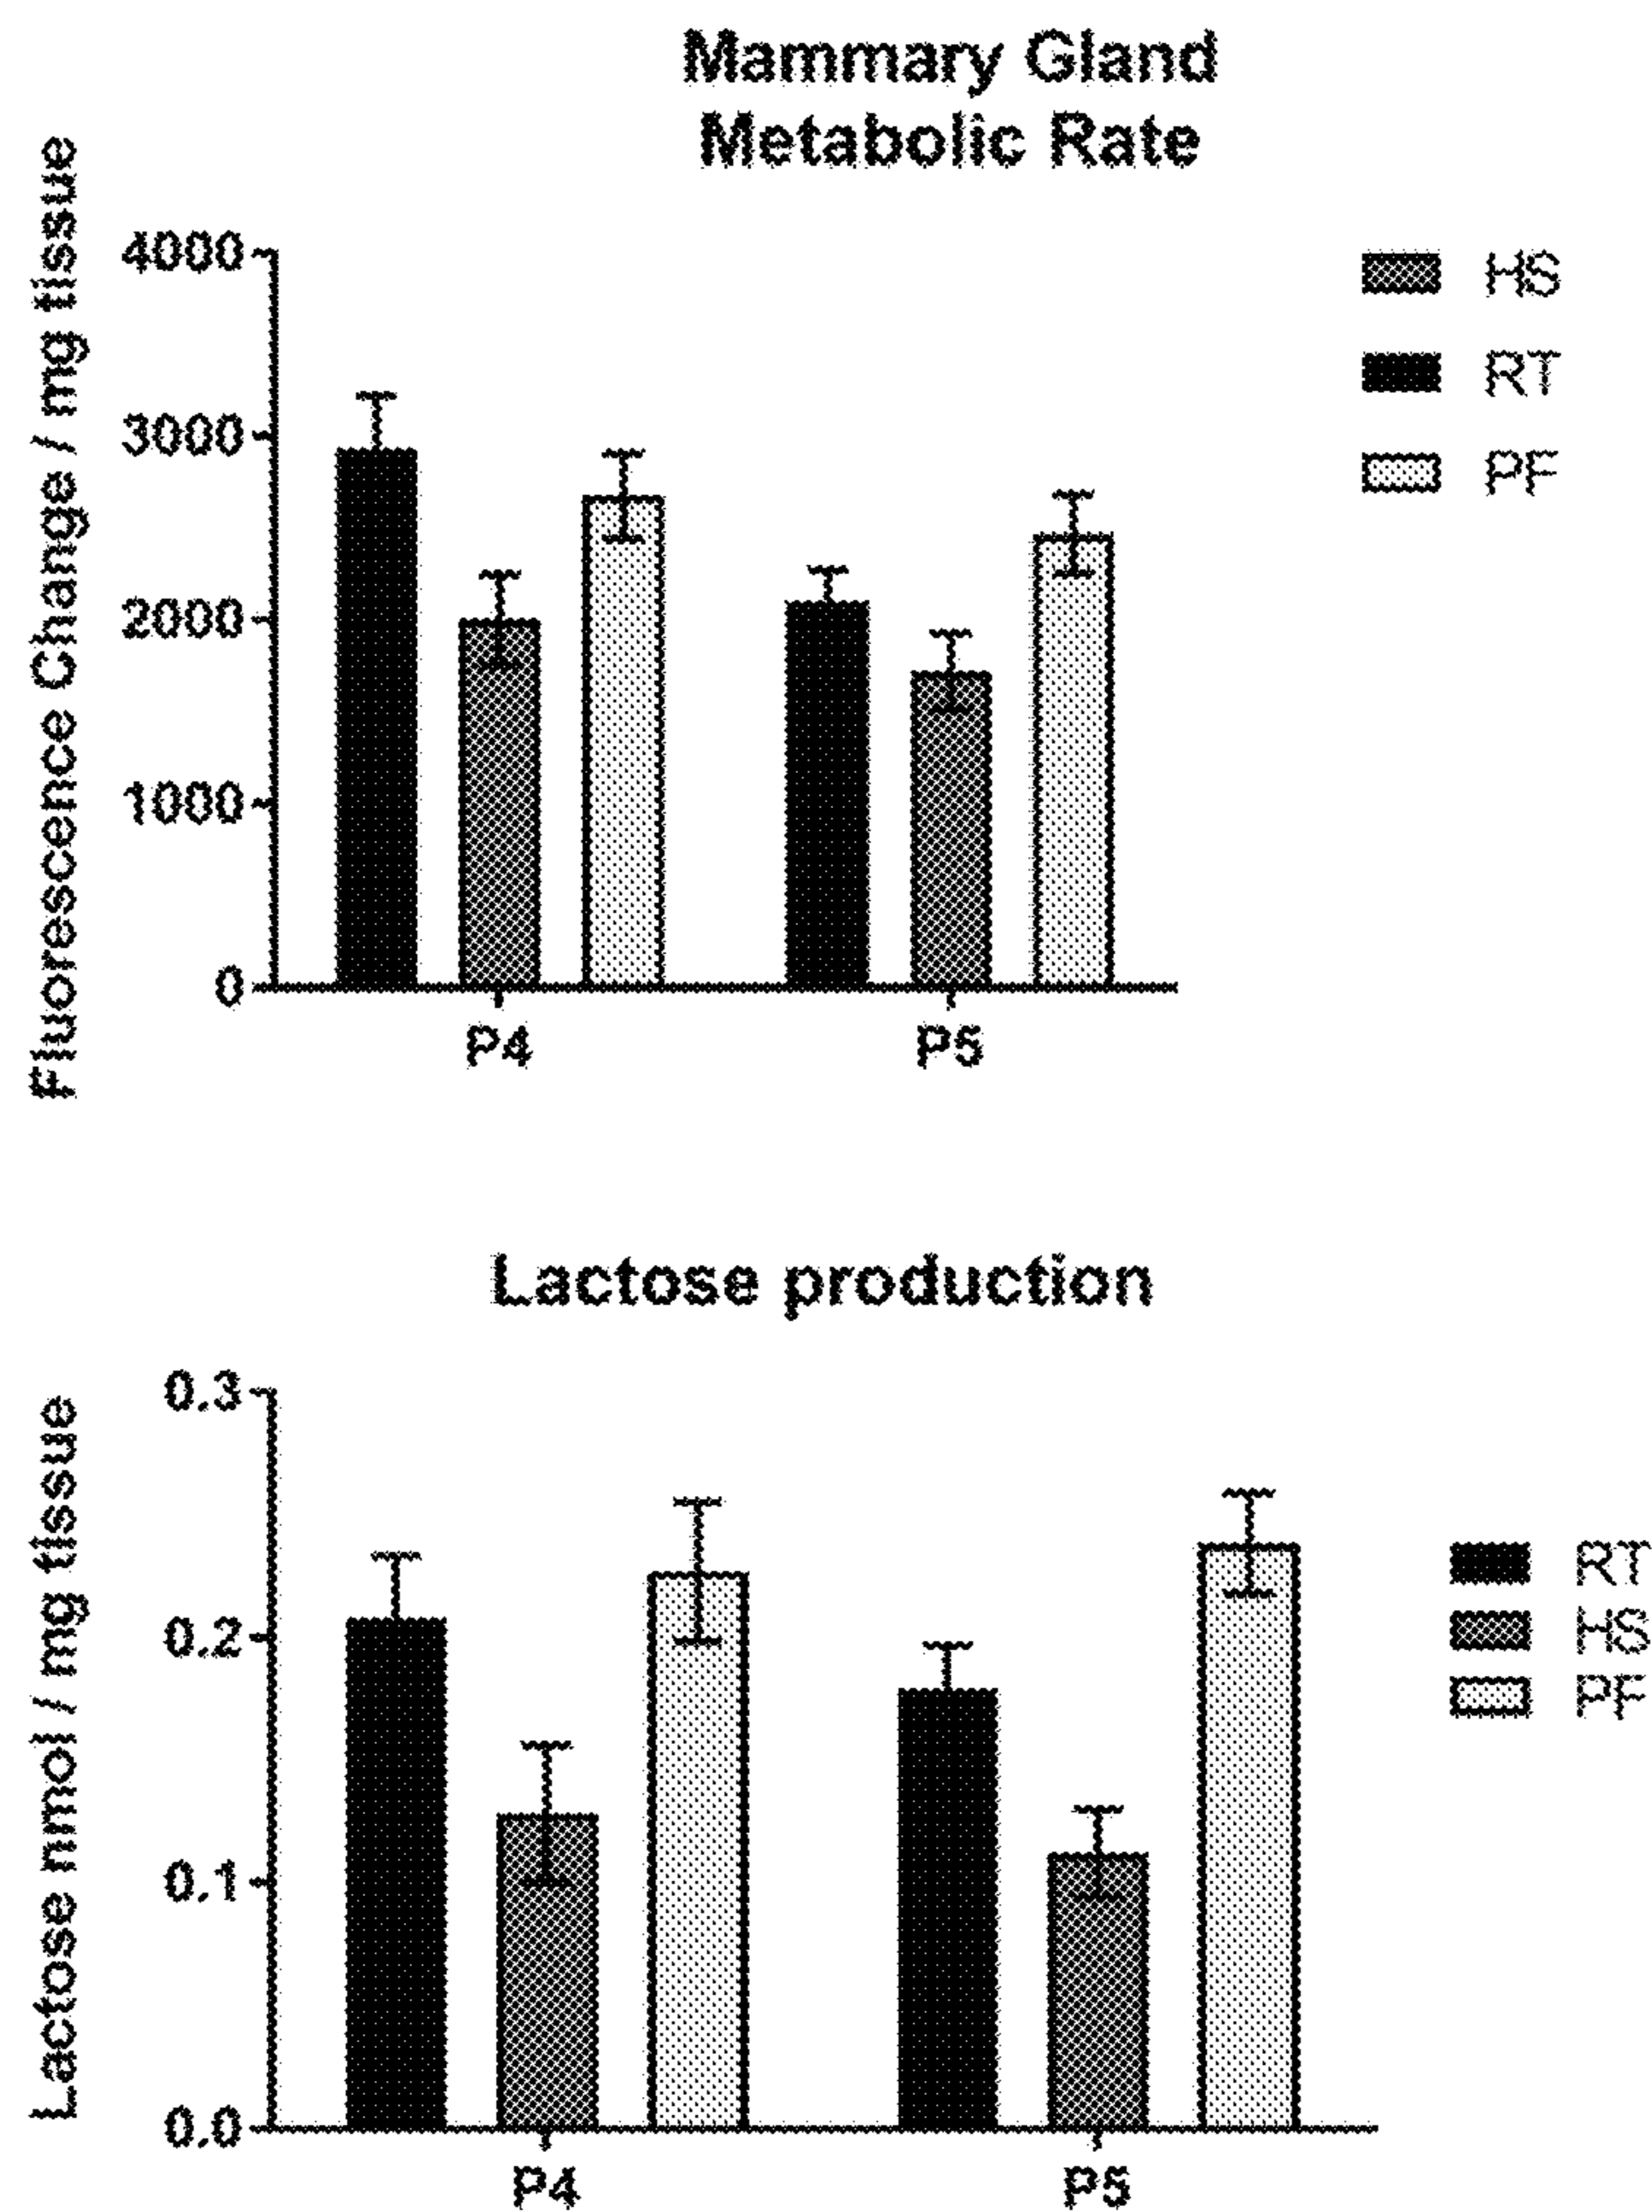 Mammary Gland
Metabolic Rate
Fluorescence Change / mg tissue
4000
3000
2000
1000
0
P4
P5
HS
RT
PF
Lactose production
Lactose nmol / mg tissue
0.3
0.2
0.1
0.0
P4
P5
RT
HS
PF